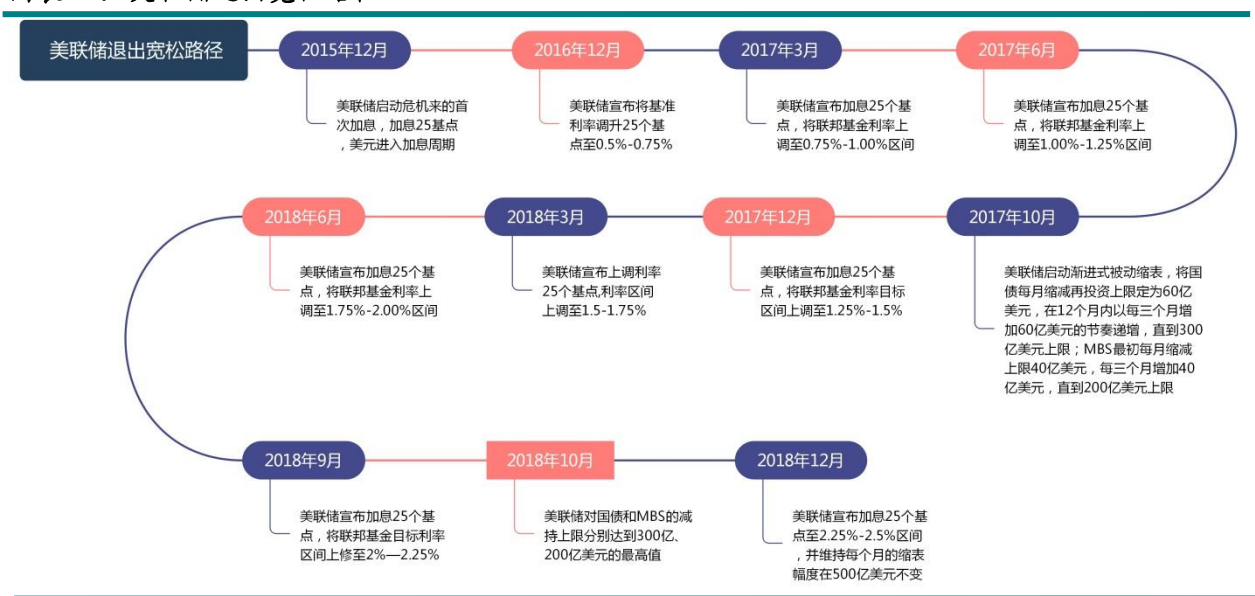 美联储退出宽松路径
2015年12月
美联储启动危机来的首
次加息，加息25基点
，美元进入加息周期
2016年12月
美联储宣布将基准
利率调升25个基
点至0.5%-0.75%
2017年3月
美联储宣布加息25个基
点，将联邦基金利率上
调至0.75%-1.00%区间
2017年6月
美联储宣布加息25个基
点，将联邦基金利率上
调至1.00%-1.25%区间
2017年10月
美联储启动渐进式被动缩表，将国
债每月缩减再投资上限定为60亿
美元，在12个月内以每三个月增
加60亿美元的节奏递增，直到300
亿美元上限；MBS最初每月缩减
上限40亿美元，每三个月增加40
亿美元，直到200亿美元上限
2017年12月
美联储宣布加息25个基
点，将联邦基金利率目标
区间上调至1.25%-1.5%
2018年3月
美联储宣布上调利率
25个基点,利率区间
上调至1.5-1.75%
2018年6月
美联储宣布加息25个基
点，将联邦基金利率上
调至1.75%-2.00%区间
2018年9月
美联储宣布加息25个基
点，将联邦基金目标利率
区间上修至2%—2.25%
2018年10月
美联储对国债和MBS的减
持上限分别达到300亿、
200亿美元的最高值
2018年12月
美联储宣布加息25个基
点至2.25%-2.5%区间
，并维持每个月的缩表
幅度在500亿美元不变